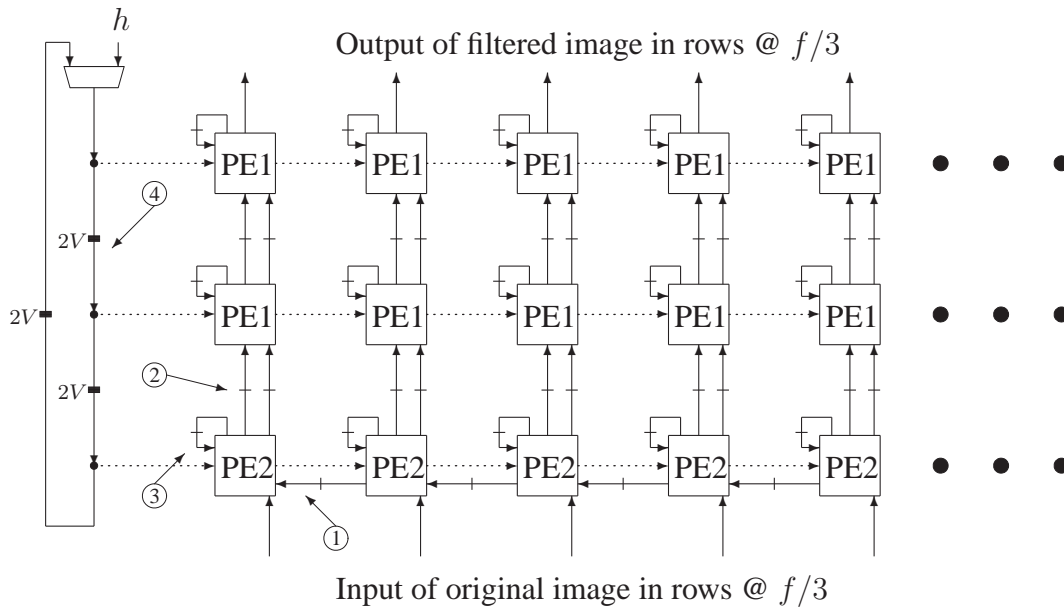 h
Output of filtered image in rows @ f/3
PE1 PE1 PE1 PE1 PE1
④
2V
2V PE1 PE1 PE1 PE1 PE1
②
2V
PE2 PE2 PE2 PE2 PE2
③
①
Input of original image in rows @ f/3